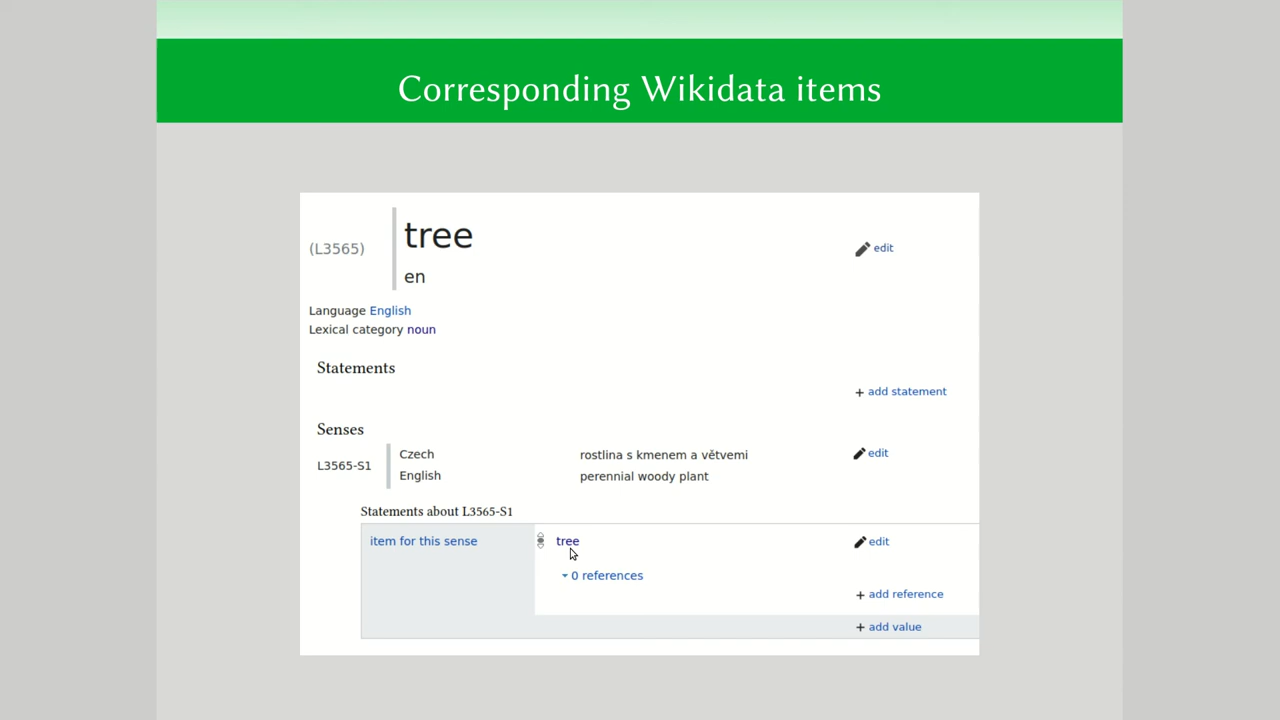 Corresponding Wikidata items
(L3565)
tree
edit
en
Language English
Lexical category noun
Statements
+ add statement
Senses
L3565-S1
Czech rostlina s kmenem a větvemi edit
English perennial woody plant
Statements about L3565-S1
item for this sense tree edit
0 references
+ add reference
+ add value